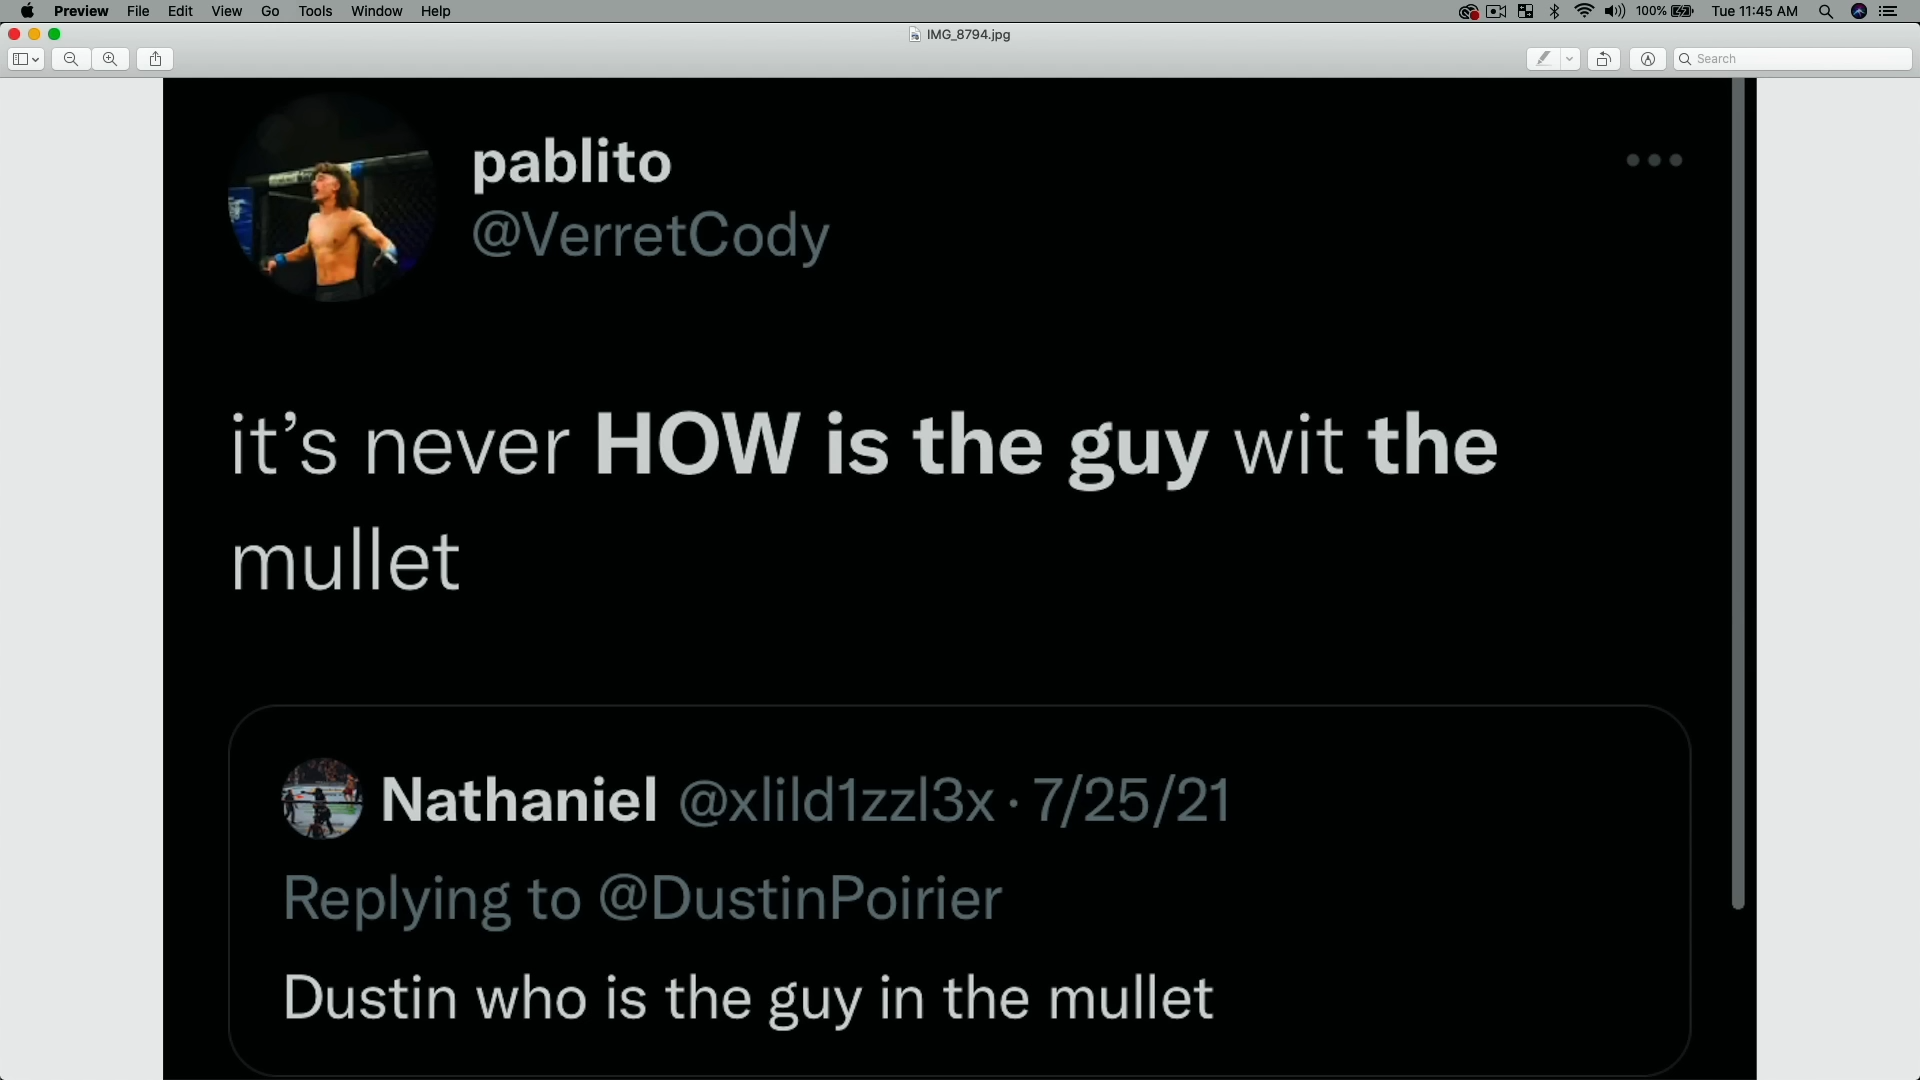 Preview File Edit View Go Tools Window Help 100% Tue 11:45 AM
IMG_8794.jpg
Search
pablito
@VerretCody
it’s never HOW is the guy wit the
mullet
Nathaniel @xlild1zzl3x · 7/25/21
Replying to @DustinPoirier
Dustin who is the guy in the mullet